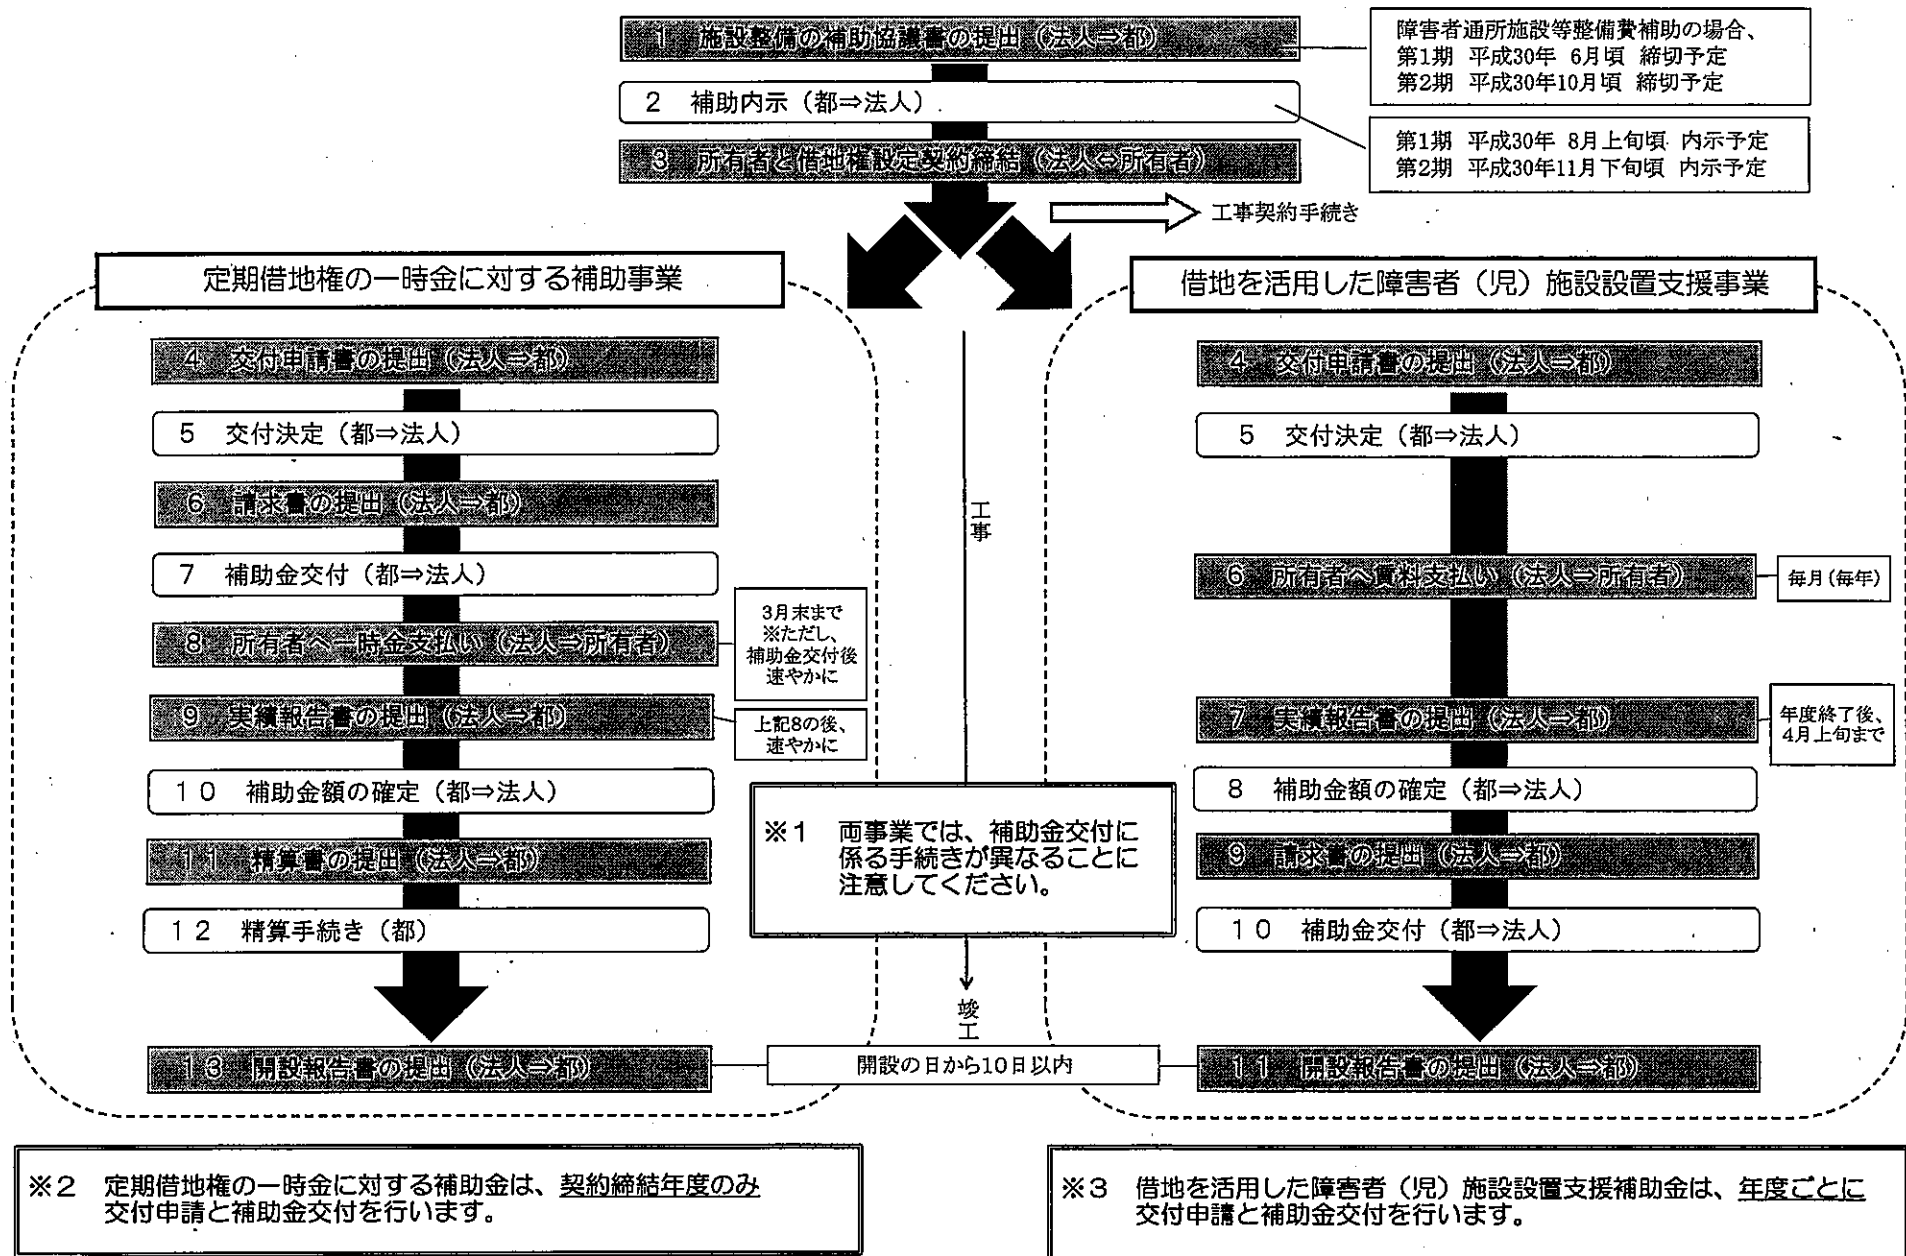 1 施設整備の補助協議書の提出（法人⇒都）
障害者通所施設等整備費補助の場合、
第1期 平成30年 6月頃 締切予定
第2期 平成30年10月頃 締切予定
2 補助内示（都⇒法人）
第1期 平成30年 8月上旬頃 内示予定
第2期 平成30年11月下旬頃 内示予定
3 所有者と借地権設定契約締結（法人⇔所有者）
工事契約手続き
定期借地権の一時金に対する補助事業
4 交付申請書の提出（法人⇒都）
5 交付決定（都⇒法人）
6 請求書の提出（法人⇒都）
7 補助金交付（都⇒法人）
8 所有者へ一時金支払い（法人⇒所有者）
3月末まで
※ただし、
補助金交付後
速やかに
9 実績報告書の提出（法人⇒都）
上記8の後、
速やかに
10 補助金額の確定（都⇒法人）
11 精算書の提出（法人⇒都）
12 精算手続き（都）
13 開設報告書の提出（法人⇒都）
工事
※1 両事業では、補助金交付に
係る手続きが異なることに
注意してください。
竣工
開設の日から10日以内
借地を活用した障害者（児）施設設置支援事業
4 交付申請書の提出（法人⇒都）
5 交付決定（都⇒法人）
6 所有者へ賃料支払い（法人⇒所有者）
毎月（毎年）
7 実績報告書の提出（法人⇒都）
年度終了後、
4月上旬まで
8 補助金額の確定（都⇒法人）
9 請求書の提出（法人⇒都）
10 補助金交付（都⇒法人）
11 開設報告書の提出（法人⇒都）
※2 定期借地権の一時金に対する補助金は、契約締結年度のみ
交付申請と補助金交付を行います。
※3 借地を活用した障害者（児）施設設置支援補助金は、年度ごとに
交付申請と補助金交付を行います。